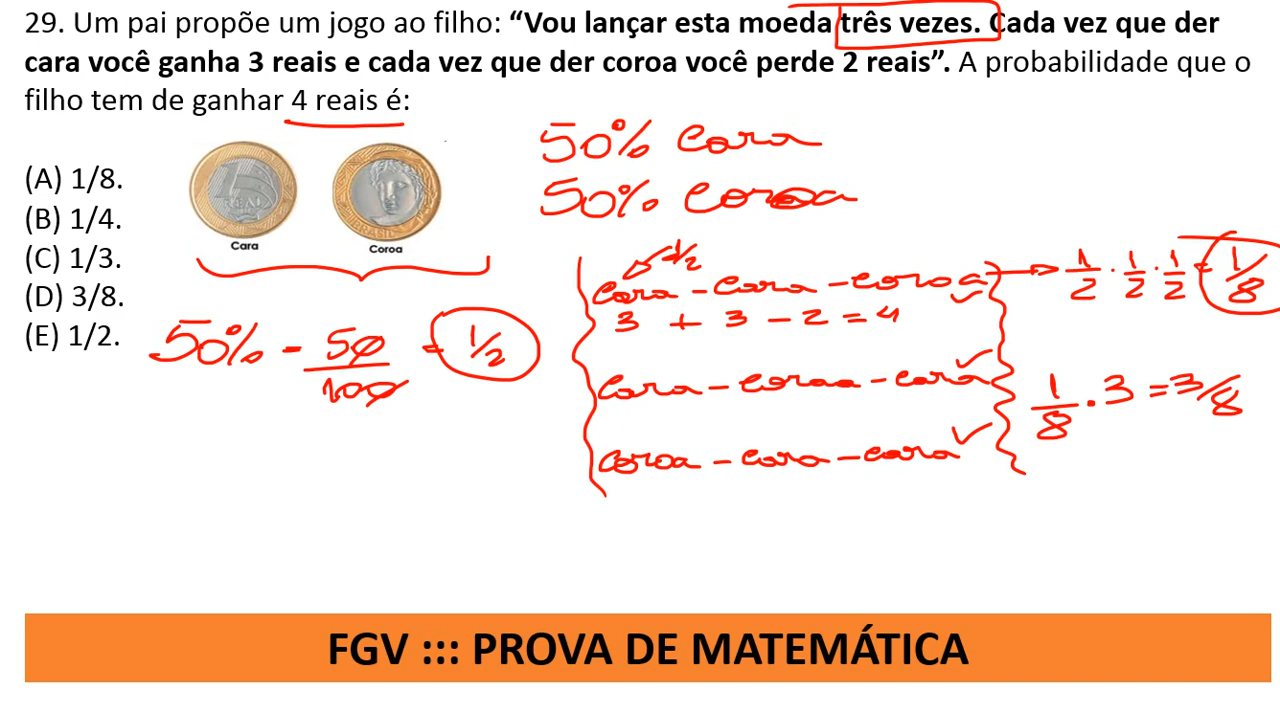 29. Um pai propõe um jogo ao filho: “Vou lançar esta moeda três vezes. Cada vez que der
cara você ganha 3 reais e cada vez que der coroa você perde 2 reais”. A probabilidade que o
filho tem de ganhar 4 reais é:
50% cara
(A) 1/8.
50% coroa
(B) 1/4.
Cara
Coroa
(C) 1/3.
1/2
cara - cara - coroa → 1/2 . 1/2 . 1/2 = 1/8
(D) 3/8.
3 + 3 - 2 = 4
(E) 1/2.
50% = 50/100 = 1/2
cara - coroa - cara
1/8 . 3 = 3/8
coroa - cara - cara
FGV ::: PROVA DE MATEMÁTICA